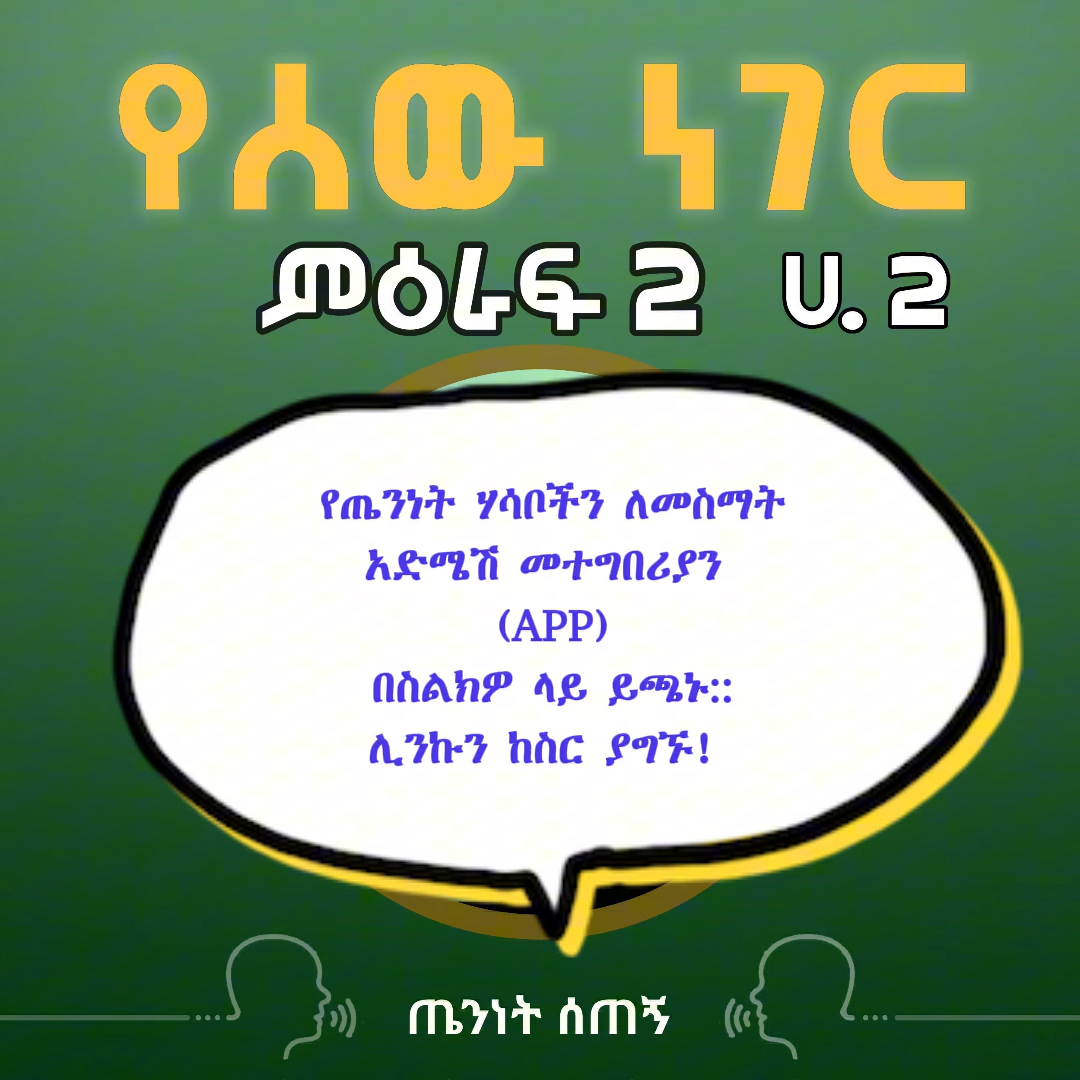 የሰው ነገር
ምዕራፍ 2 ሀ. 2
የጤንነት ሃሳቦችን ለመስማት
አድሜሽ መተግበሪያን
(APP)
በስልክዎ ላይ ይጫኑ::
ሊንኩን ከስር ያግኙ!
ጤንነት ሰጠኝ